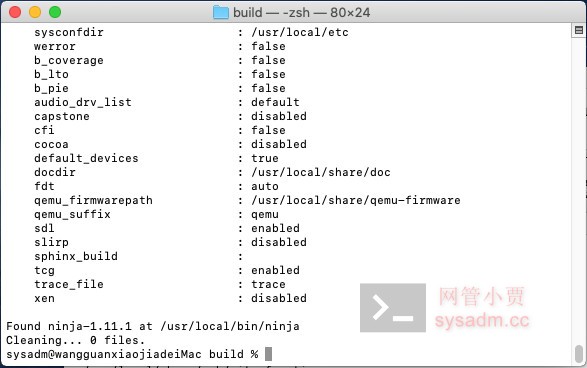 build — -zsh — 80×24
sysconfdir : /usr/local/etc
werror : false
b_coverage : false
b_lto : false
b_pie : false
audio_drv_list : default
capstone : disabled
cfi : false
cocoa : disabled
default_devices : true
docdir : /usr/local/share/doc
fdt : auto
qemu_firmwarepath : /usr/local/share/qemu-firmware
qemu_suffix : qemu
sdl : enabled
slirp : disabled
sphinx_build :
tcg : enabled
trace_file : trace
xen : disabled
网管小贾
sysadm.cc
Found ninja-1.11.1 at /usr/local/bin/ninja
Cleaning... 0 files.
sysadm@wangguanxiaojiadeiMac build %